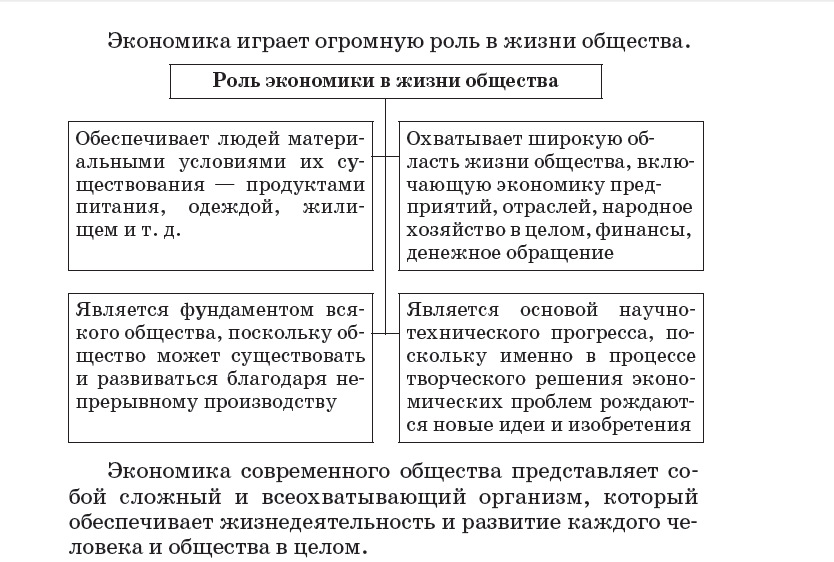 Экономика играет огромную роль в жизни общества.
Роль экономики в жизни общества
Обеспечивает людей матери-
альными условиями их су-
ществования — продуктами
питания, одеждой, жили-
щем и т. д.
Охватывает широкую об-
ласть жизни общества, вклю-
чающую экономику пред-
приятий, отраслей, народное
хозяйство в целом, финансы,
денежное обращение
Является фундаментом вся-
кого общества, поскольку об-
щество может существовать
и развиваться благодаря не-
прерывному производству
Является основой научно-
технического прогресса, по-
скольку именно в процессе
творческого решения эконо-
мических проблем рождают-
ся новые идеи и изобретения
Экономика современного общества представляет со-
бой сложный и всеохватывающий организм, который
обеспечивает жизнедеятельность и развитие каждого че-
ловека и общества в целом.